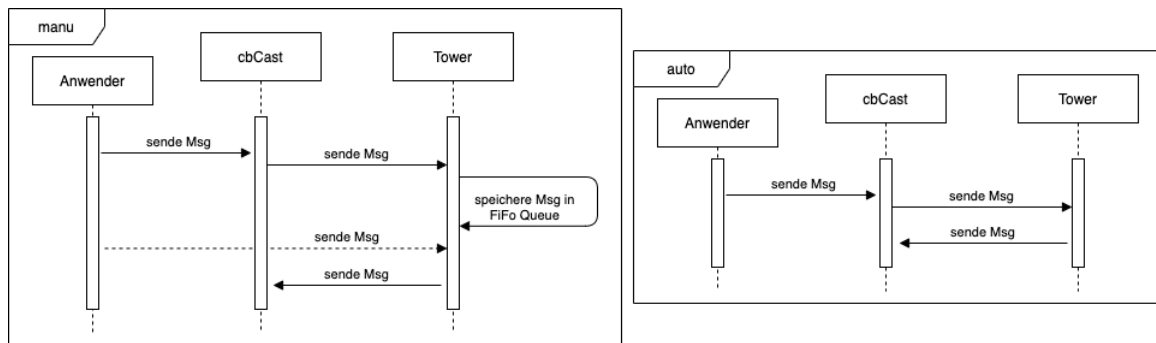 manu
Anwender
cbCast
Tower
sende Msg
sende Msg
speichere Msg in
FiFo Queue
sende Msg
sende Msg
auto
Anwender
cbCast
Tower
sende Msg
sende Msg
sende Msg